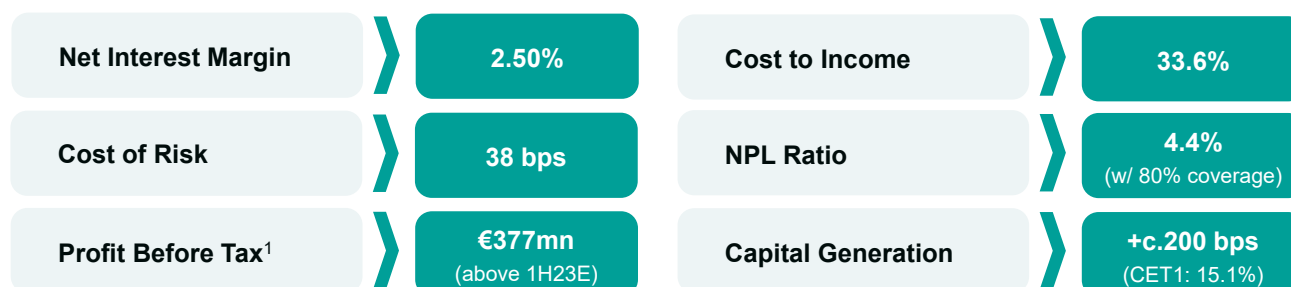 Net Interest Margin
2.50%
Cost to Income
33.6%
Cost of Risk
38 bps
NPL Ratio
4.4%
(w/ 80% coverage)
Profit Before Tax¹
€377mn
(above 1H23E)
Capital Generation
+c.200 bps
(CET1: 15.1%)